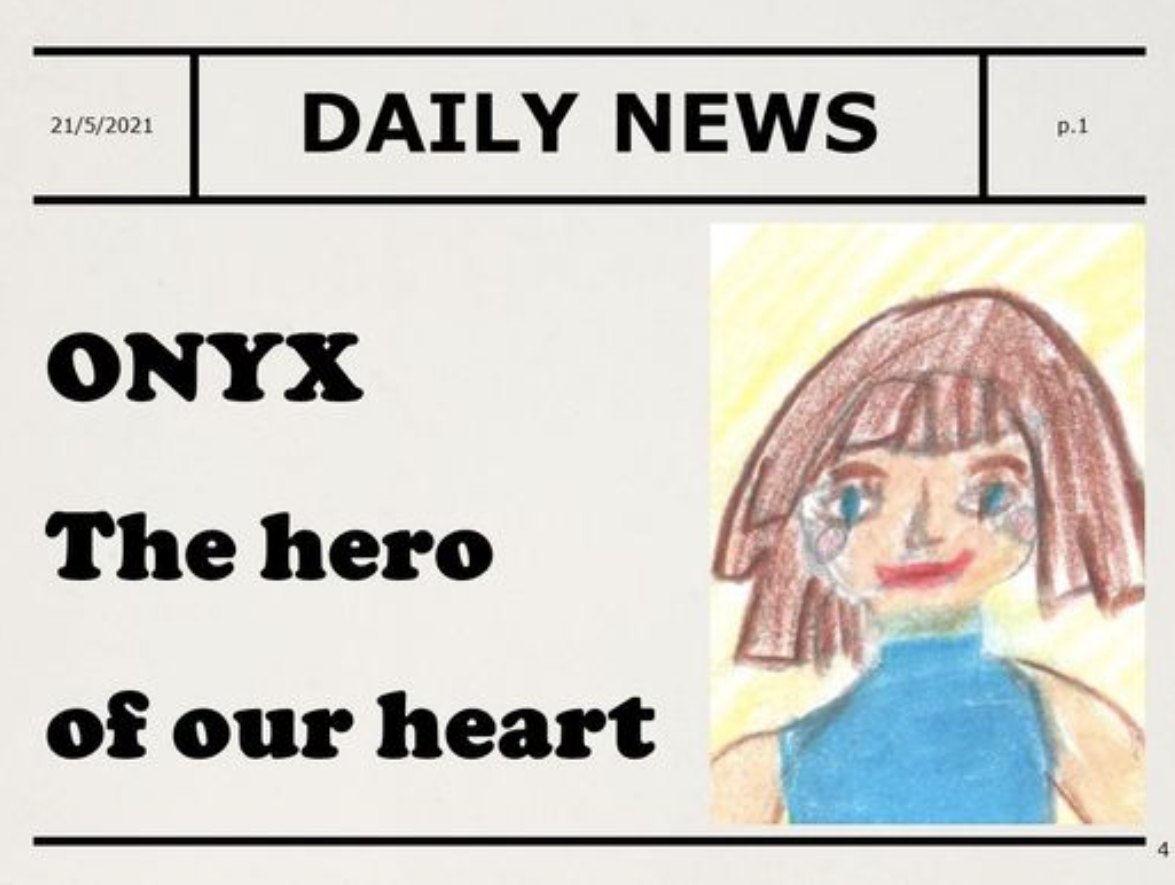 21/5/2021
DAILY NEWS
p.1
ONYX
The hero
of our heart
4